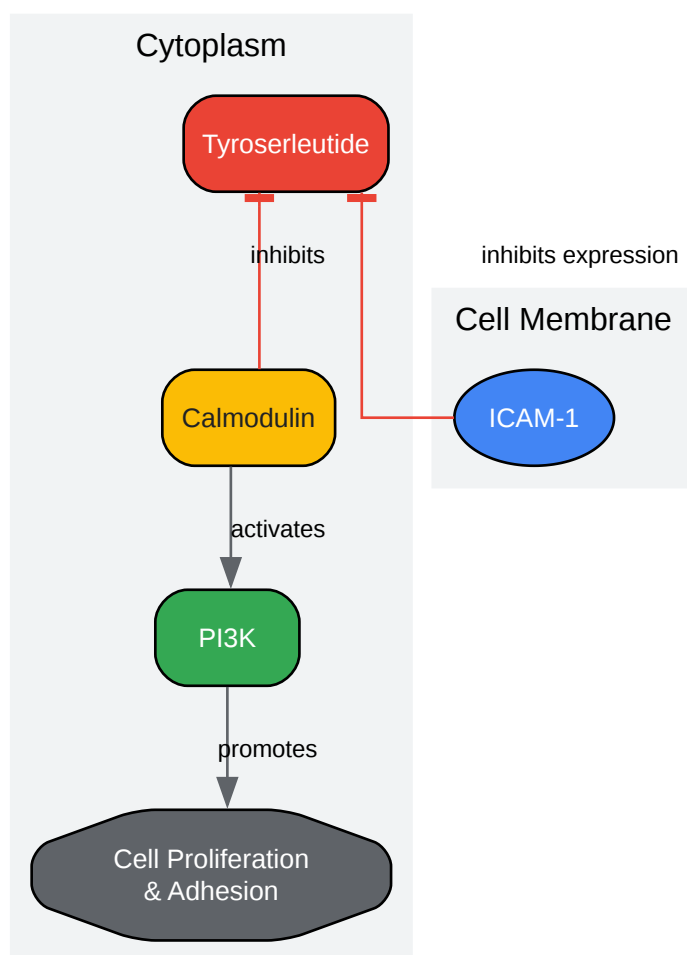 Cytoplasm
Tyroserleutide
inhibits
inhibits expression
Cell Membrane
Calmodulin
ICAM-1
activates
PI3K
promotes
Cell Proliferation
& Adhesion